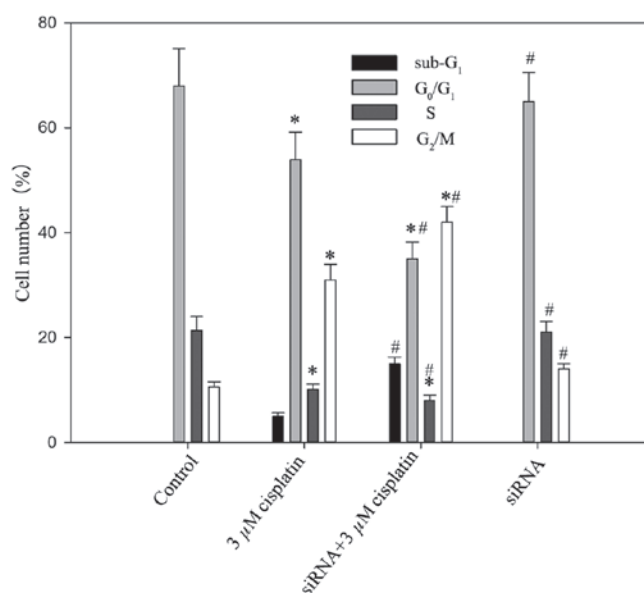 80
60
40
20
0
Cell number (%)
sub-G₁
G₀/G₁
S
G₂/M
*
*
*
#
*#
#
*
*#
#
#
#
Control
3 µM cisplatin
siRNA+3 µM cisplatin
siRNA